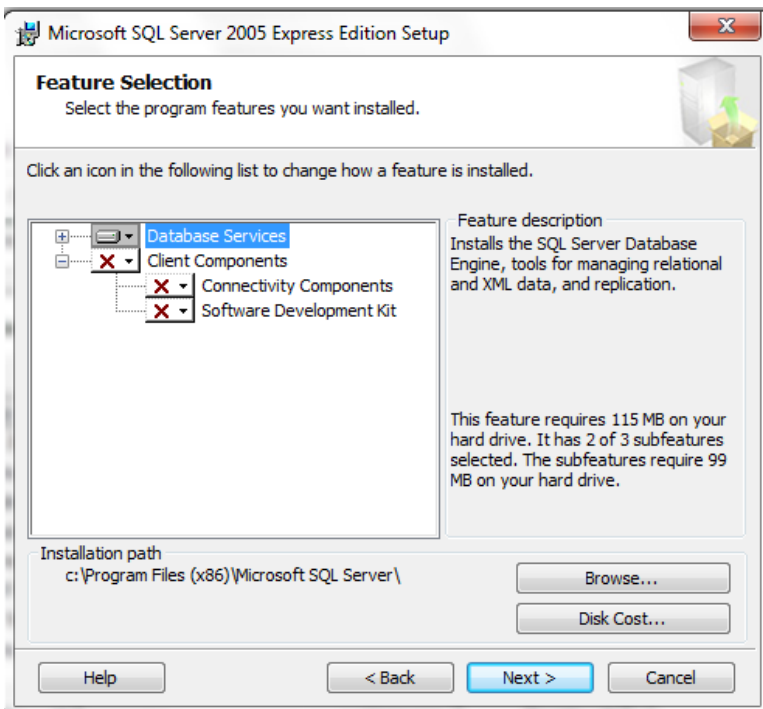 Microsoft SQL Server 2005 Express Edition Setup
Feature Selection
Select the program features you want installed.
Click an icon in the following list to change how a feature is installed.
Database Services
Client Components
Connectivity Components
Software Development Kit
Feature description
Installs the SQL Server Database
Engine, tools for managing relational
and XML data, and replication.
This feature requires 115 MB on your
hard drive. It has 2 of 3 subfeatures
selected. The subfeatures require 99
MB on your hard drive.
Installation path
c:\Program Files (x86)\Microsoft SQL Server\
Browse...
Disk Cost...
Help
< Back
Next >
Cancel